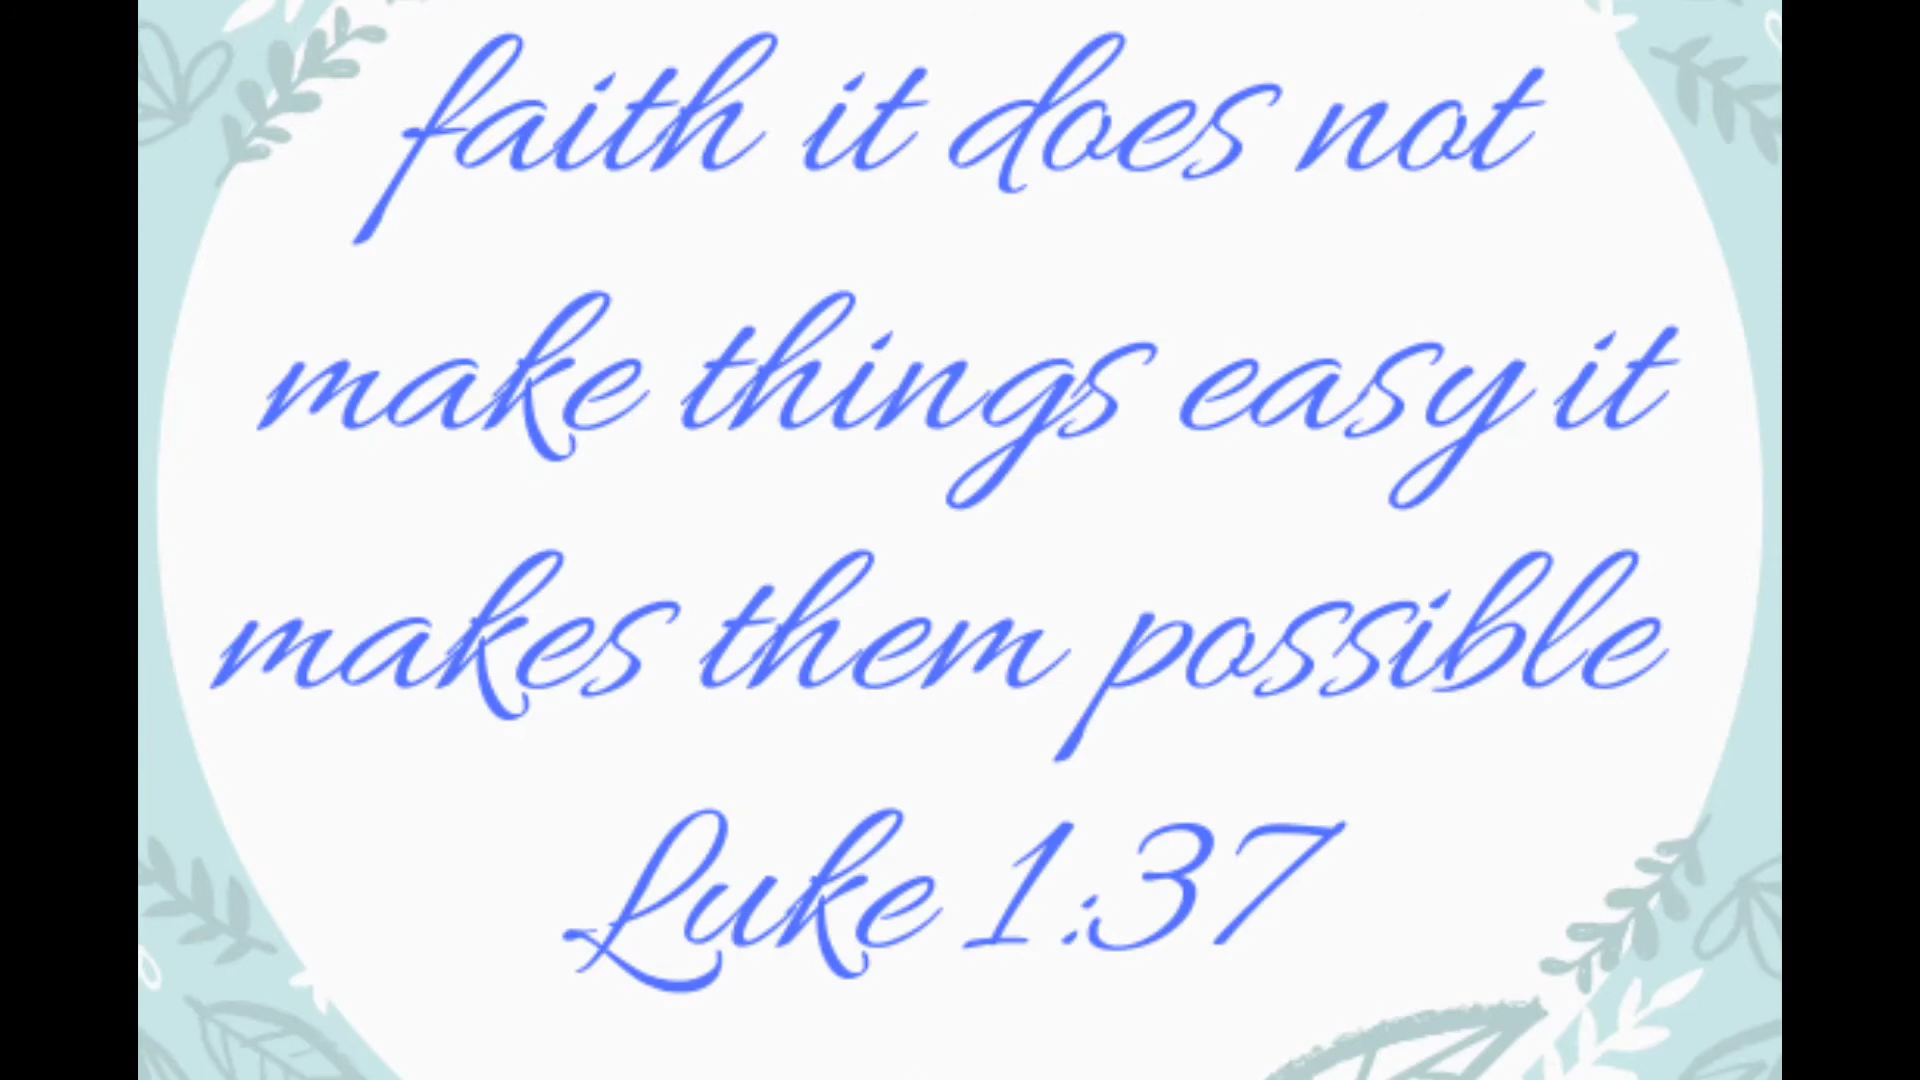 faith it does not
make things easy it
makes them possible
Luke 1:37